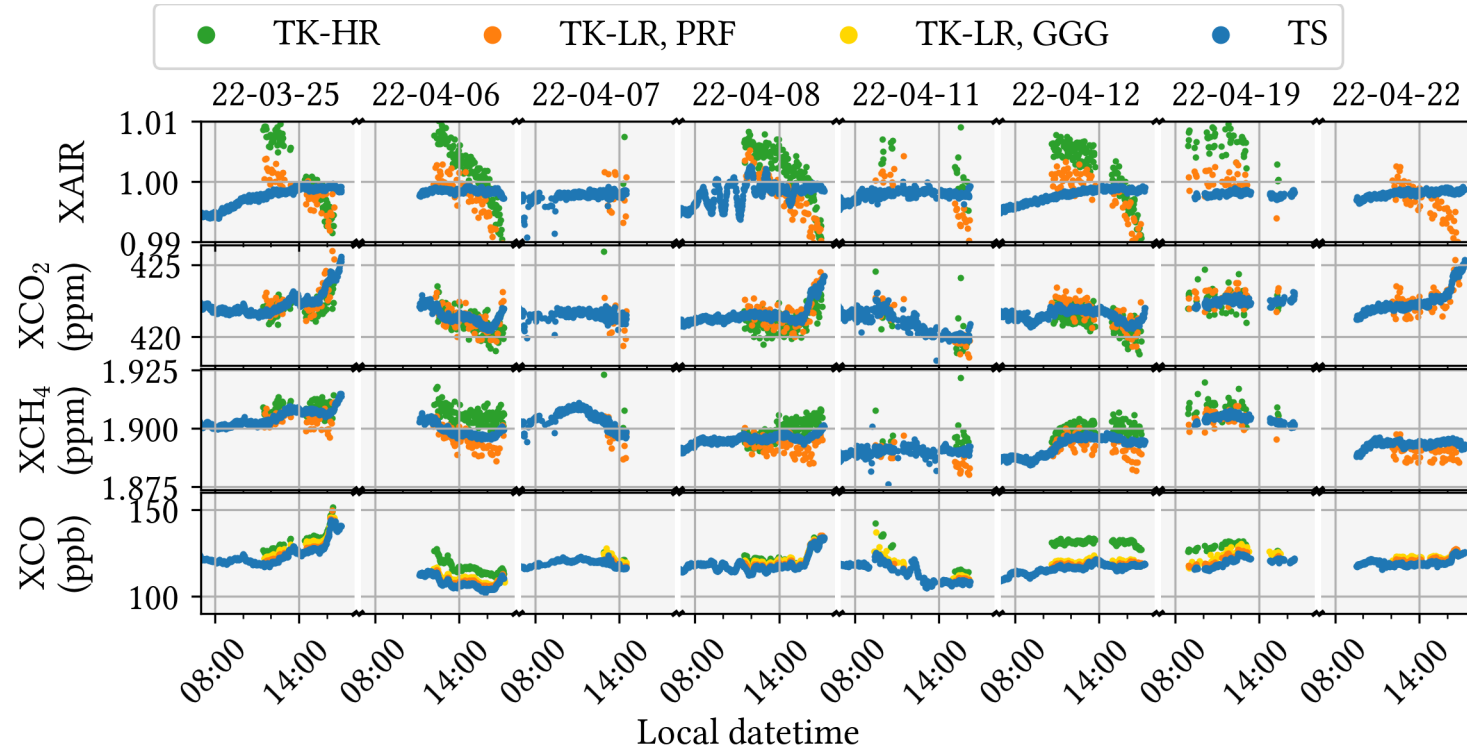 TK-HR TK-LR, PRF TK-LR, GGG TS
22-03-25 22-04-06 22-04-07 22-04-08 22-04-11 22-04-12 22-04-19 22-04-22
XAIR
1.01
1.00
0.99
XCO₂
(ppm)
425
420
XCH₄
(ppm)
1.925
1.900
1.875
XCO
(ppb)
150
100
08:00 14:00 08:00 14:00 08:00 14:00 08:00 14:00 08:00 14:00 08:00 14:00 08:00 14:00 08:00 14:00
Local datetime